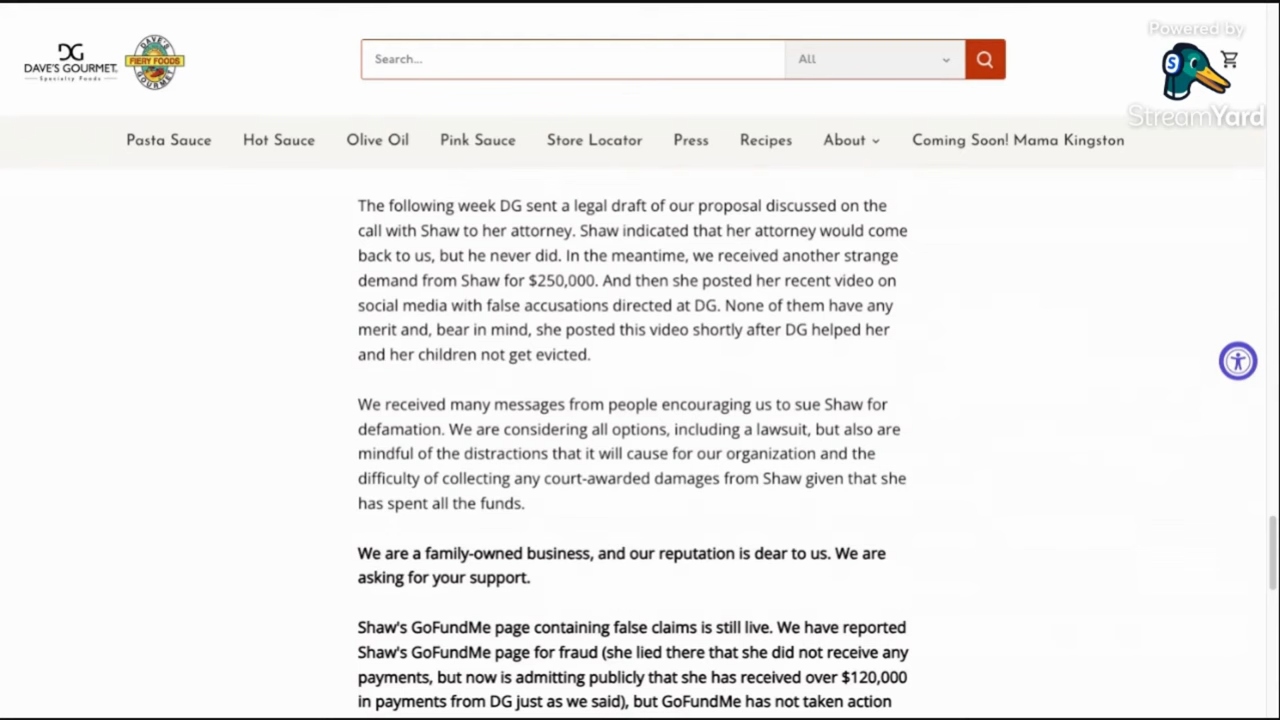 Powered by
DG
DAVE'S GOURMET
Specialty Foods
DAVE'S
FIERY FOODS
GOURMET
Search...
All
S
StreamYard
Pasta Sauce
Hot Sauce
Olive Oil
Pink Sauce
Store Locator
Press
Recipes
About
Coming Soon! Mama Kingston
The following week DG sent a legal draft of our proposal discussed on the
call with Shaw to her attorney. Shaw indicated that her attorney would come
back to us, but he never did. In the meantime, we received another strange
demand from Shaw for $250,000. And then she posted her recent video on
social media with false accusations directed at DG. None of them have any
merit and, bear in mind, she posted this video shortly after DG helped her
and her children not get evicted.
We received many messages from people encouraging us to sue Shaw for
defamation. We are considering all options, including a lawsuit, but also are
mindful of the distractions that it will cause for our organization and the
difficulty of collecting any court-awarded damages from Shaw given that she
has spent all the funds.
We are a family-owned business, and our reputation is dear to us. We are
asking for your support.
Shaw's GoFundMe page containing false claims is still live. We have reported
Shaw's GoFundMe page for fraud (she lied there that she did not receive any
payments, but now is admitting publicly that she has received over $120,000
in payments from DG just as we said), but GoFundMe has not taken action